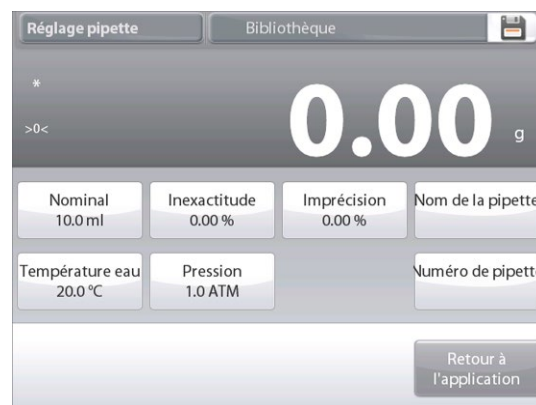 Réglage pipette
Bibliothèque
*
>0<
0.00 g
Nominal
10.0 ml
Inexactitude
0.00 %
Imprécision
0.00 %
Nom de la pipette
Température eau
20.0 °C
Pression
1.0 ATM
Numéro de pipett
Retour à
l'application